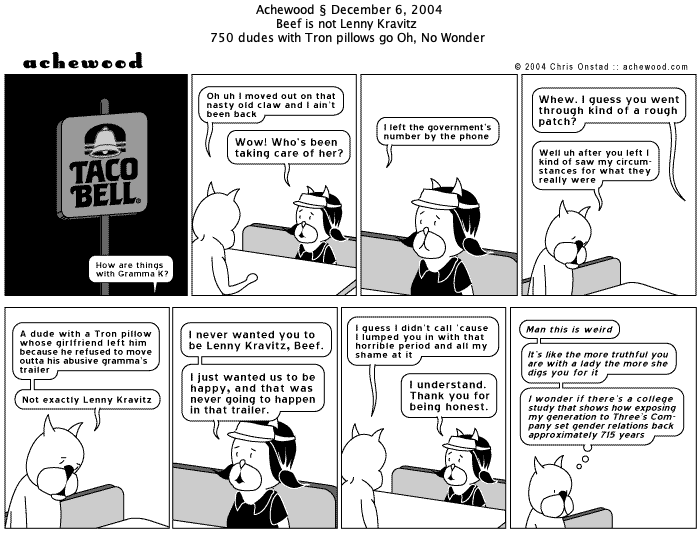 Achewood § December 6, 2004
Beef is not Lenny Kravitz
750 dudes with Tron pillows go Oh, No Wonder
achewood
© 2004 Chris Onstad :: achewood.com
TACO
BELL®
How are things
with Gramma K?
Oh uh I moved out on that
nasty old claw and I ain't
been back
Wow! Who's been
taking care of her?
I left the government's
number by the phone
Whew. I guess you went
through kind of a rough
patch?
Well uh after you left I
kind of saw my circum-
stances for what they
really were
A dude with a Tron pillow
whose girlfriend left him
because he refused to move
outta his abusive gramma's
trailer
Not exactly Lenny Kravitz
I never wanted you to
be Lenny Kravitz, Beef.
I just wanted us to be
happy, and that was
never going to happen
in that trailer.
I guess I didn't call 'cause
I lumped you in with that
horrible period and all my
shame at it
I understand.
Thank you for
being honest.
Man this is weird
It's like the more truthful you
are with a lady the more she
digs you for it
I wonder if there's a college
study that shows how exposing
my generation to Three's Com-
pany set gender relations back
approximately 715 years